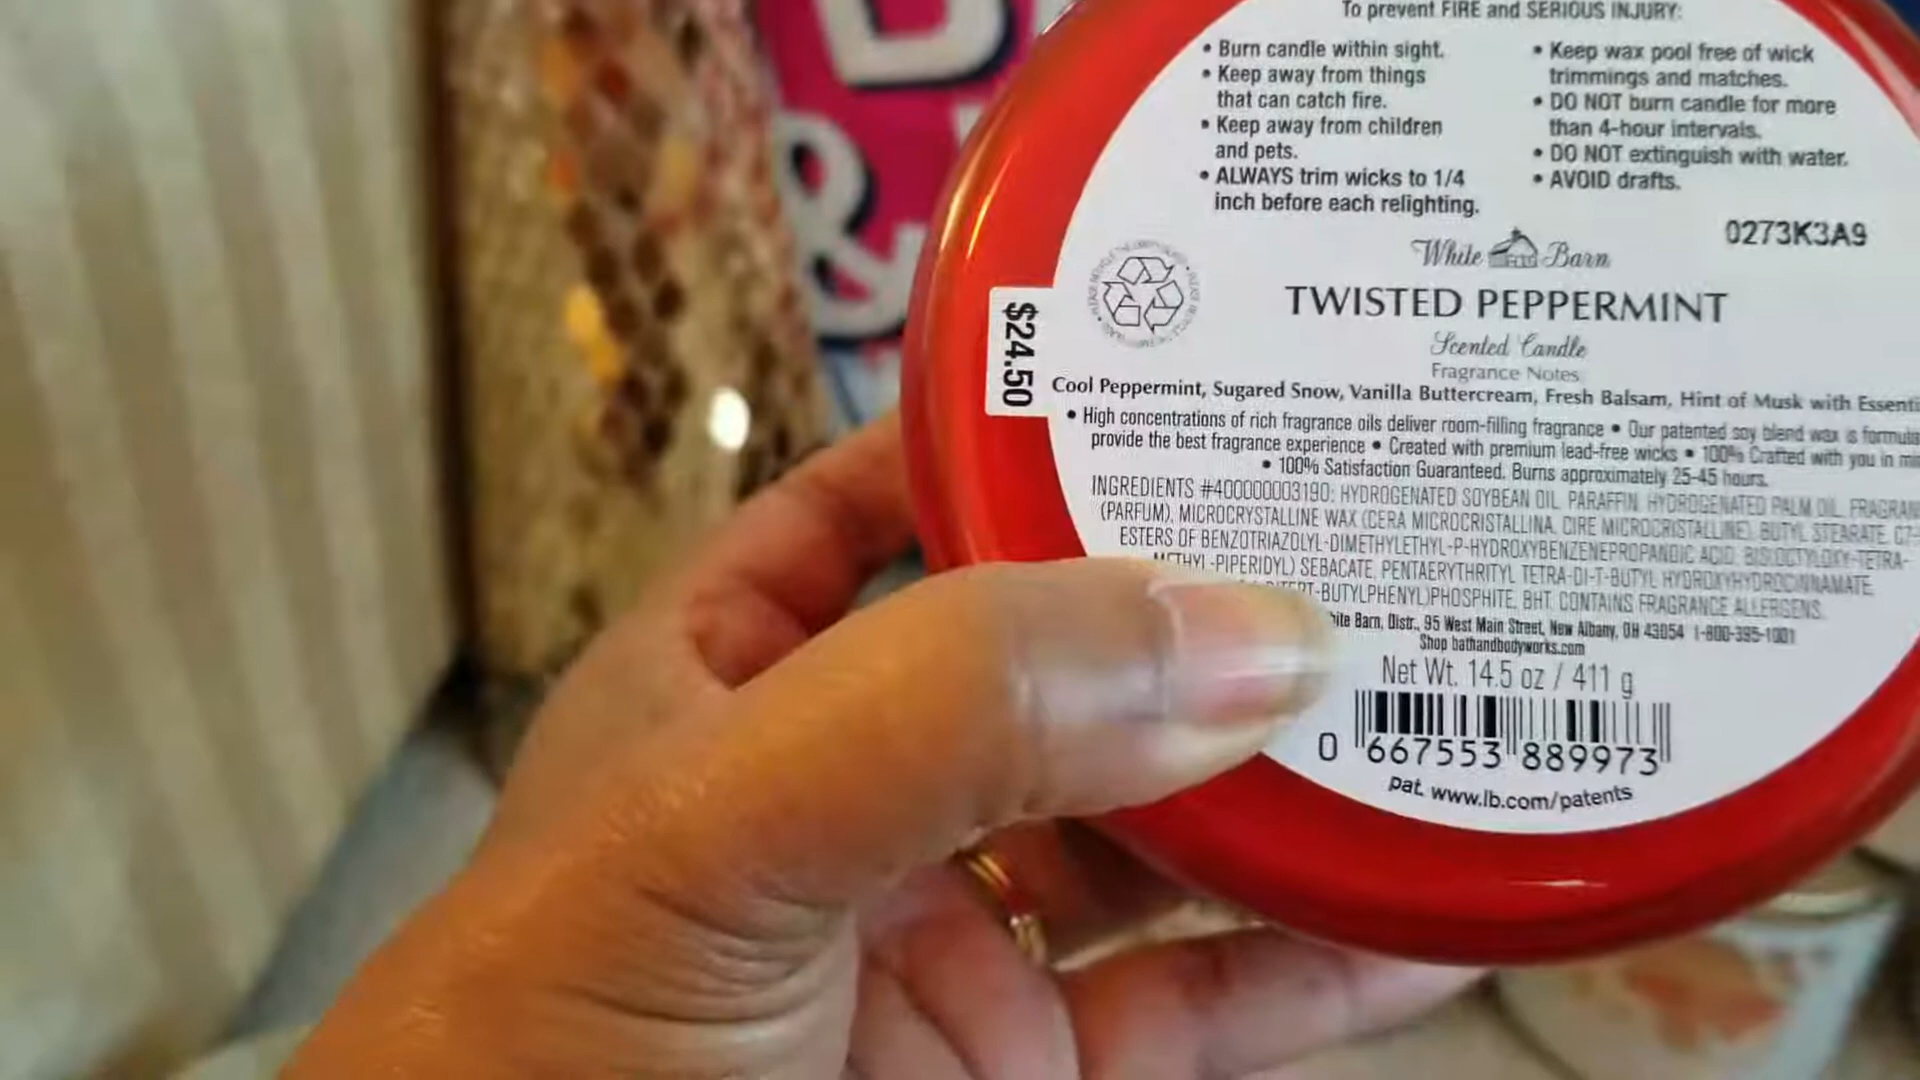 To prevent FIRE and SERIOUS INJURY:
• Burn candle within sight.
• Keep away from things
that can catch fire.
• Keep away from children
and pets.
• ALWAYS trim wicks to 1/4
inch before each relighting.
• Keep wax pool free of wick
trimmings and matches.
• DO NOT burn candle for more
than 4-hour intervals.
• DO NOT extinguish with water.
• AVOID drafts.
0273K3A9
White Barn
TWISTED PEPPERMINT
Scented Candle
Fragrance Notes
$24.50
Cool Peppermint, Sugared Snow, Vanilla Buttercream, Fresh Balsam, Hint of Musk with
• High concentrations of rich fragrance oils deliver room-filling fragrance • Our patented soy blend wax is
provide the best fragrance experience • Created with premium lead-free wicks • 100% Crafted with you in
• 100% Satisfaction Guaranteed. Burns approximately 25-45 hours.
INGREDIENTS #400000003190: HYDROGENATED SOYBEAN OIL, PARAFFIN, HYDROGENATED PALM OIL,
(PARFUM), MICROCRYSTALLINE WAX (CERA MICROCRISTALLINA, CIRE MICROCRISTALLINE), BUTYL STEARATE, C7-
ESTERS OF BENZOTRIAZOLYL-DIMETHYLETHYL-P-HYDROXYBENZENEPROPANOIC ACID, BIS(OCTYLOXY-TETRA-
-PIPERIDYL) SEBACATE, PENTAERYTHRITYL TETRA-DI-T-BUTYL HYDROXYHYDROCINNAMATE,
-BUTYLPHENYL)PHOSPHITE, BHT. CONTAINS FRAGRANCE ALLERGENS.
Barn, Distr., 95 West Main Street, New Albany, OH 43054 1-800-395-1001
Shop bathandbodyworks.com
Net Wt. 14.5 oz / 411 g
0 667553 889973
pat. www.lb.com/patents
&